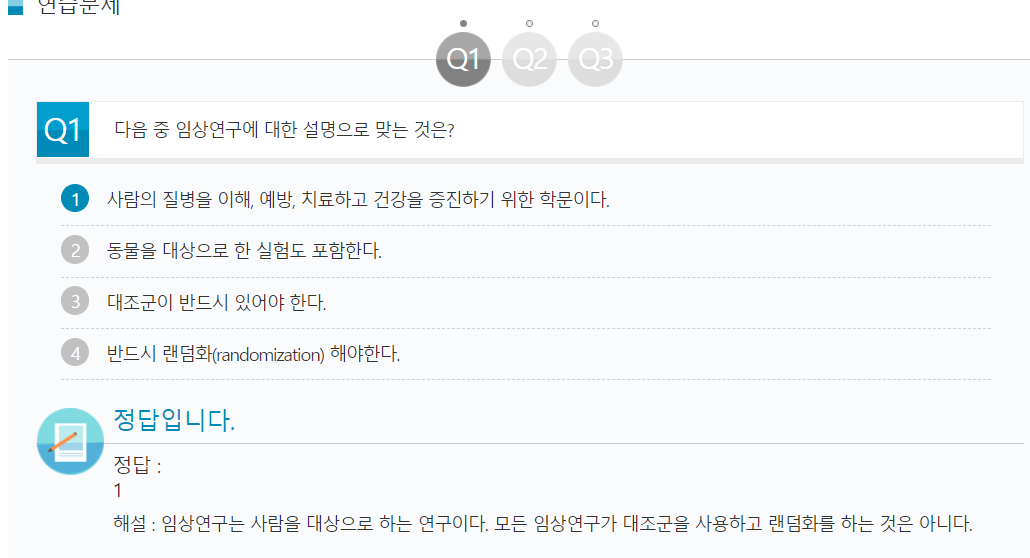 연습문제
Q1 Q2 Q3
Q1 다음 중 임상연구에 대한 설명으로 맞는 것은?
1 사람의 질병을 이해, 예방, 치료하고 건강을 증진하기 위한 학문이다.
2 동물을 대상으로 한 실험도 포함한다.
3 대조군이 반드시 있어야 한다.
4 반드시 랜덤화(randomization) 해야한다.
정답입니다.
정답 :
1
해설 : 임상연구는 사람을 대상으로 하는 연구이다. 모든 임상연구가 대조군을 사용하고 랜덤화를 하는 것은 아니다.